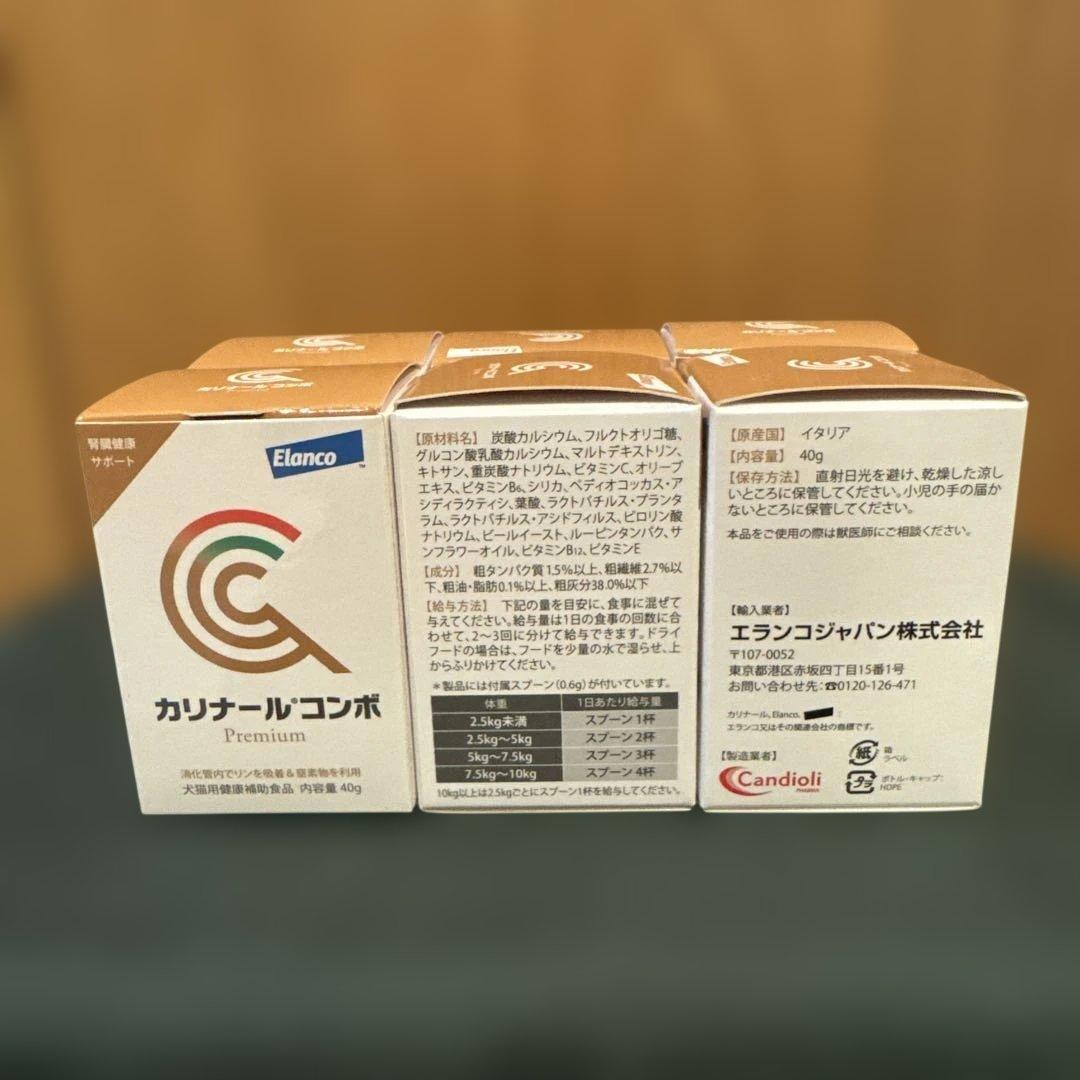 腎臓健康
サポート
Elanco
カリナール®コンボ
Premium
消化管内でリンを吸着&窒素物を利用
犬猫用健康補助食品 内容量 40g
Elanco
【原材料名】 炭酸カルシウム、フルクトオリゴ糖、
グルコン酸乳酸カルシウム、マルトデキストリン、
キトサン、重炭酸ナトリウム、ビタミンC、オリーブ
エキス、ビタミンB6、シリカ、ペディオコッカス・ア
シディラクティシ、葉酸、ラクトバチルス・プランタ
ラム、ラクトバチルス・アシドフィルス、ピロリン酸
ナトリウム、ビールイースト、ルーピンタンパク、サ
ンフラワーオイル、ビタミンB12、ビタミンE
【成分】 粗タンパク質1.5%以上、粗繊維2.7%以
下、粗油・脂肪0.1%以上、粗灰分38.0%以下
【給与方法】 下記の量を目安に、食事に混ぜて
与えてください。給与量は1日の食事の回数に合
わせて、2〜3回に分けて給与できます。ドライ
フードの場合は、フードを少量の水で湿らせ、上
からふりかけてください。
*製品には付属スプーン(0.6g)が付いています。
体重 1日あたり給与量
2.5kg未満 スプーン 1杯
2.5kg〜5kg スプーン 2杯
5kg〜7.5kg スプーン 3杯
7.5kg〜10kg スプーン 4杯
10kg以上は2.5kgごとにスプーン1杯を給与してください。
【原産国】 イタリア
【内容量】 40g
【保存方法】 直射日光を避け、乾燥した涼し
いところに保管してください。小児の手の届か
ないところに保管してください。
本品をご使用の際は獣医師にご相談ください。
【輸入業者】
エランコジャパン株式会社
〒107-0052
東京都港区赤坂四丁目15番1号
お問い合わせ先:☎0120-126-471
カリナール、Elanco、
エランコ又はその関連会社の商標です。
【製造業者】
Candioli
PHARMA
紙
箱
ラベル
プラ
ボトル・キャップ:
HDPE